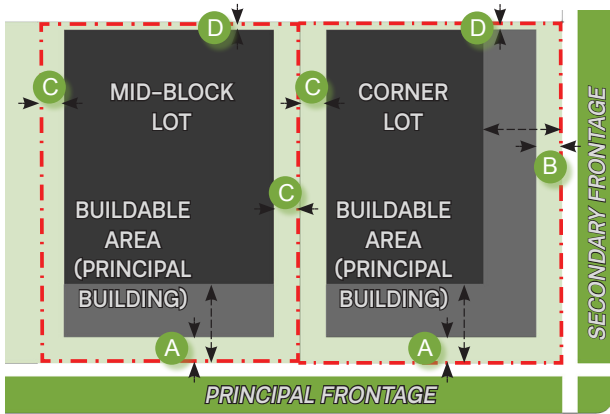 D
D
C
C
MID-BLOCK
LOT
CORNER
LOT
B
C
BUILDABLE
AREA
(PRINCIPAL
BUILDING)
BUILDABLE
AREA
(PRINCIPAL
BUILDING)
A
A
SECONDARY FRONTAGE
PRINCIPAL FRONTAGE